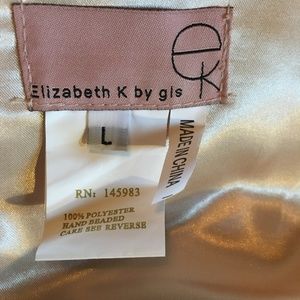 ek
Elizabeth K by gls
L
MADE IN CHINA
RN: 145983
100% POLYESTER
HAND BEADED
CARE SEE REVERSE